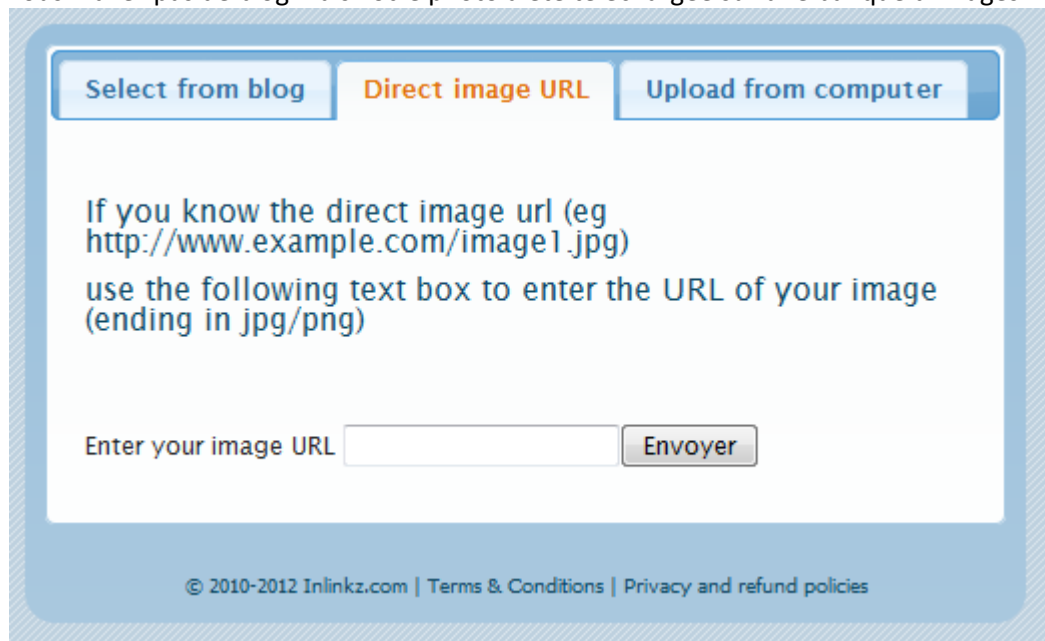 Select from blog
Direct image URL
Upload from computer
If you know the direct image url (eg
http://www.example.com/image1.jpg)
use the following text box to enter the URL of your image
(ending in jpg/png)
Enter your image URL
Envoyer
© 2010-2012 Inlinkz.com | Terms & Conditions | Privacy and refund policies